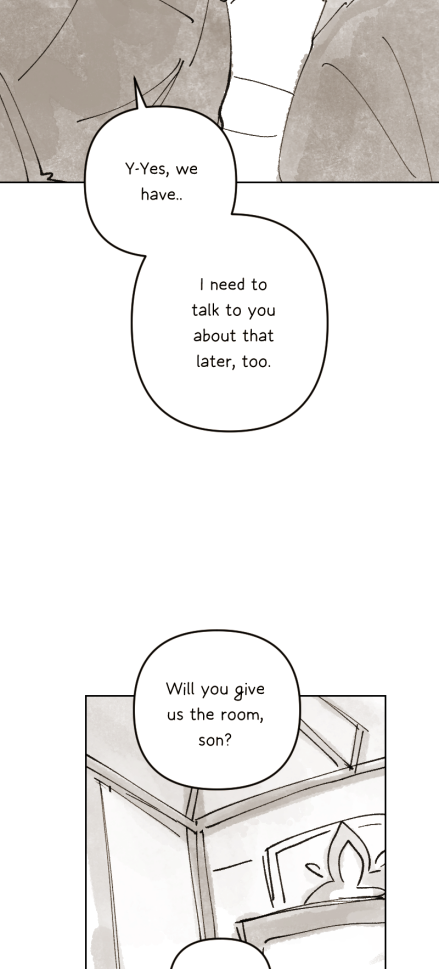 Y-Yes, we
have..
I need to
talk to you
about that
later, too.
Will you give
us the room,
son?